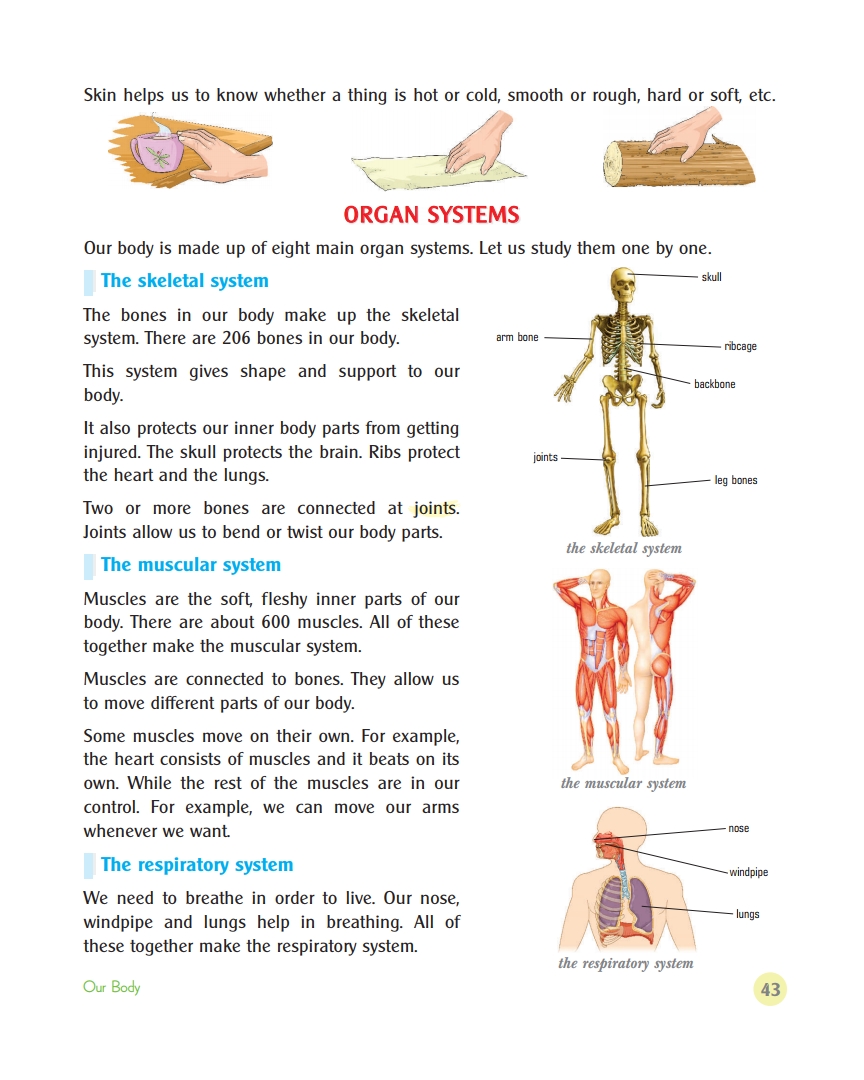 Skin helps us to know whether a thing is hot or cold, smooth or rough, hard or soft, etc.
ORGAN SYSTEMS
Our body is made up of eight main organ systems. Let us study them one by one.
The skeletal system
The bones in our body make up the skeletal
system. There are 206 bones in our body.
This system gives shape and support to our
body.
It also protects our inner body parts from getting
injured. The skull protects the brain. Ribs protect
the heart and the lungs.
Two or more bones are connected at joints.
Joints allow us to bend or twist our body parts.
skull
arm bone
ribcage
backbone
joints
leg bones
the skeletal system
The muscular system
Muscles are the soft, fleshy inner parts of our
body. There are about 600 muscles. All of these
together make the muscular system.
Muscles are connected to bones. They allow us
to move different parts of our body.
Some muscles move on their own. For example,
the heart consists of muscles and it beats on its
own. While the rest of the muscles are in our
control. For example, we can move our arms
whenever we want.
the muscular system
The respiratory system
We need to breathe in order to live. Our nose,
windpipe and lungs help in breathing. All of
these together make the respiratory system.
nose
windpipe
lungs
the respiratory system
Our Body
43